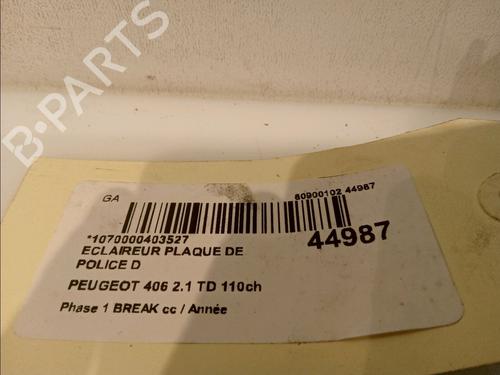 B-PARTS
GA
60900102 44987
*1070000403527
44987
ECLAIREUR PLAQUE DE
POLICE D
PEUGEOT 406 2.1 TD 110ch
Phase 1 BREAK cc / Année